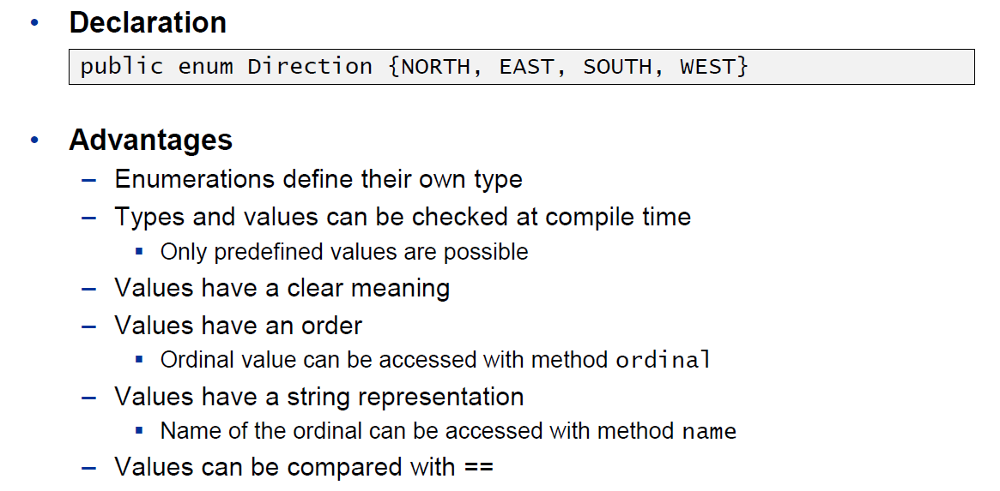 • Declaration
public enum Direction {NORTH, EAST, SOUTH, WEST}
• Advantages
– Enumerations define their own type
– Types and values can be checked at compile time
▪ Only predefined values are possible
– Values have a clear meaning
– Values have an order
▪ Ordinal value can be accessed with method ordinal
– Values have a string representation
▪ Name of the ordinal can be accessed with method name
– Values can be compared with ==